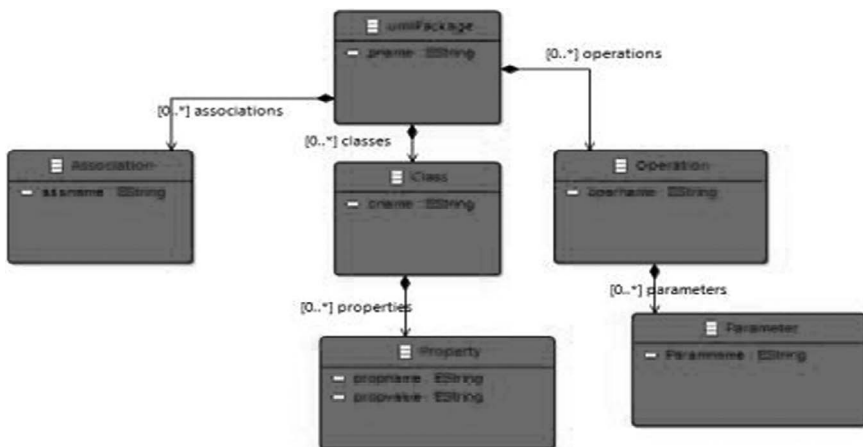 umlPackage
pname : EString
[0..*] operations
[0..*] associations
[0..*] classes
Association
assname : EString
Class
cname : EString
Operation
opername : EString
[0..*] properties
[0..*] parameters
Property
propname : EString
propvalue : EString
Parameter
Paramname : EString